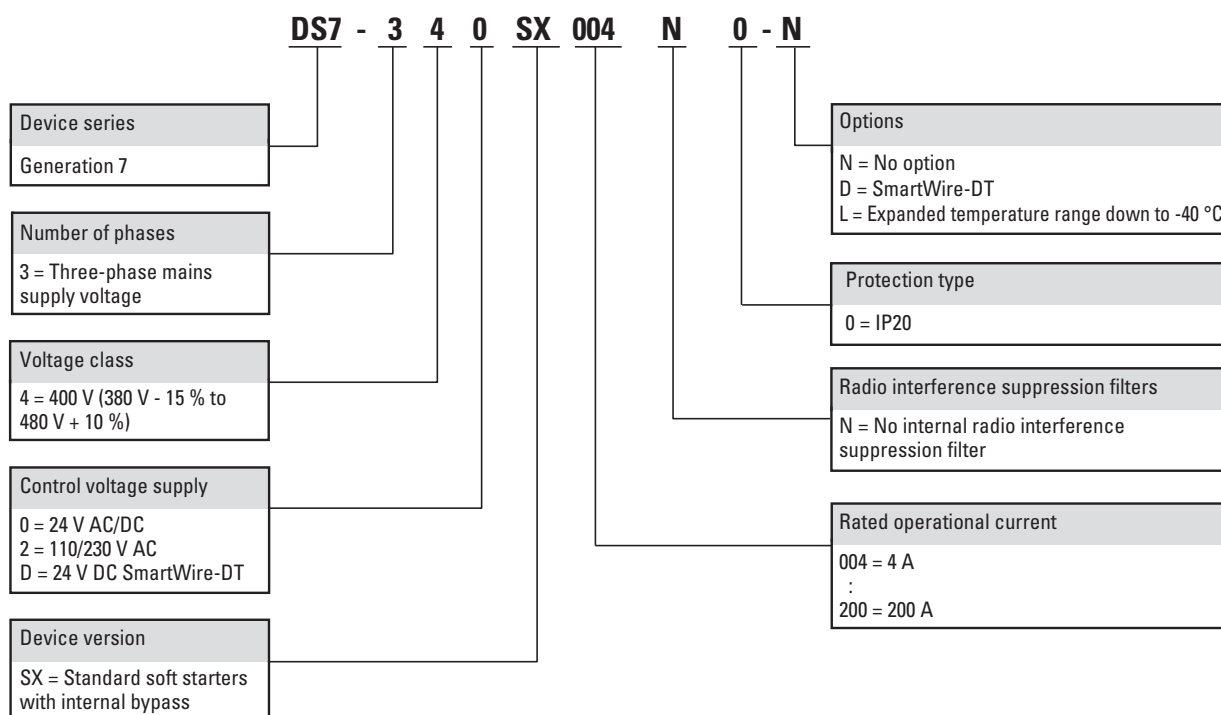 DS7 - 3 4 0 SX 004 N 0 - N
Device series
Generation 7
Number of phases
3 = Three-phase mains
supply voltage
Voltage class
4 = 400 V (380 V - 15 % to
480 V + 10 %)
Control voltage supply
0 = 24 V AC/DC
2 = 110/230 V AC
D = 24 V DC SmartWire-DT
Device version
SX = Standard soft starters
with internal bypass
Options
N = No option
D = SmartWire-DT
L = Expanded temperature range down to -40 °C
Protection type
0 = IP20
Radio interference suppression filters
N = No internal radio interference
suppression filter
Rated operational current
004 = 4 A
:
200 = 200 A